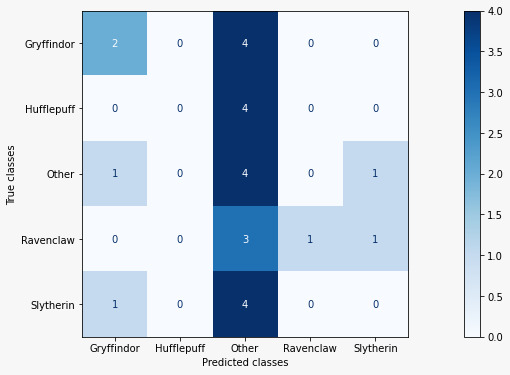 Gryffindor 2 0 4 0 0
Hufflepuff 0 0 4 0 0
Other 1 0 4 0 1
Ravenclaw 0 0 3 1 1
Slytherin 1 0 4 0 0
Gryffindor Hufflepuff Other Ravenclaw Slytherin
Predicted classes
True classes
4.0
3.5
3.0
2.5
2.0
1.5
1.0
0.5
0.0